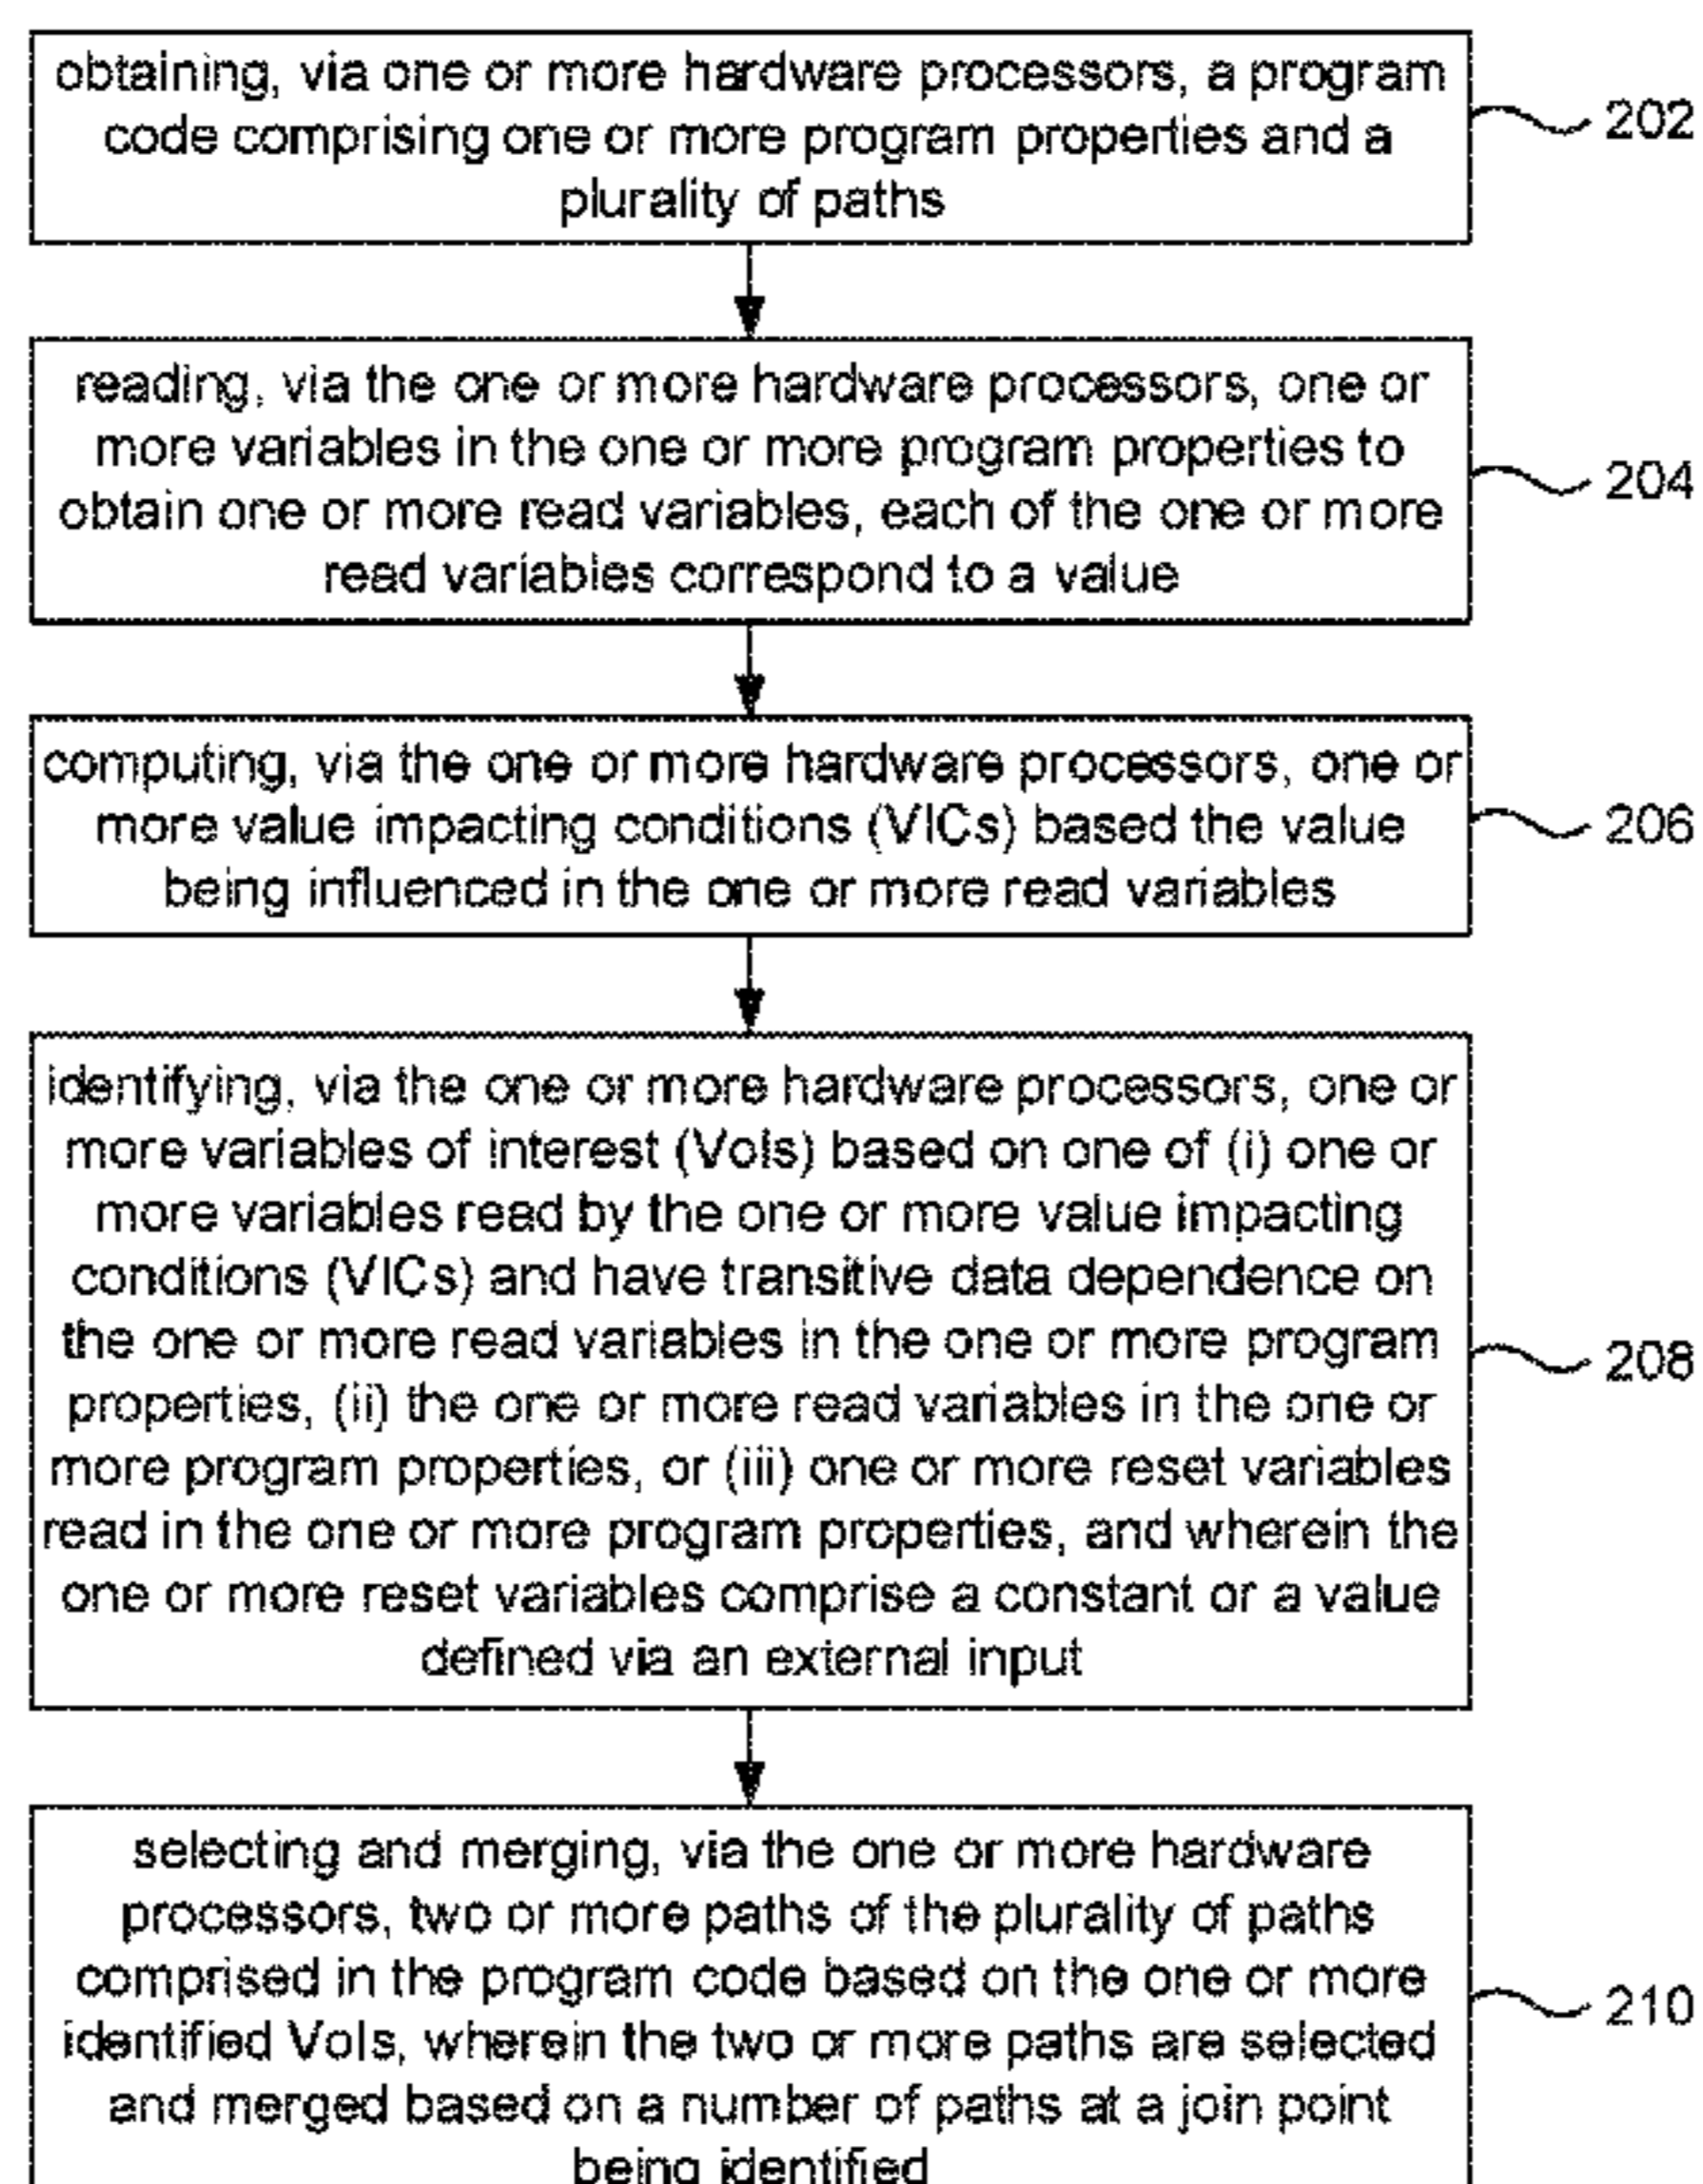 obtaining, via one or more hardware processors, a program
code comprising one or more program properties and a
plurality of paths
202
reading, via the one or more hardware processors, one or
more variables in the one or more program properties to
obtain one or more read variables, each of the one or more
read variables correspond to a value
204
computing, via the one or more hardware processors, one or
more value impacting conditions (VICs) based the value
being influenced in the one or more read variables
206
identifying, via the one or more hardware processors, one or
more variables of interest (VoIs) based on one of (i) one or
more variables read by the one or more value impacting
conditions (VICs) and have transitive data dependence on
the one or more read variables in the one or more program
properties, (ii) the one or more read variables in the one or
more program properties, or (iii) one or more reset variables
read in the one or more program properties, and wherein the
one or more reset variables comprise a constant or a value
defined via an external input
208
selecting and merging, via the one or more hardware
processors, two or more paths of the plurality of paths
comprised in the program code based on the one or more
identified VoIs, wherein the two or more paths are selected
and merged based on a number of paths at a join point
being identified
210